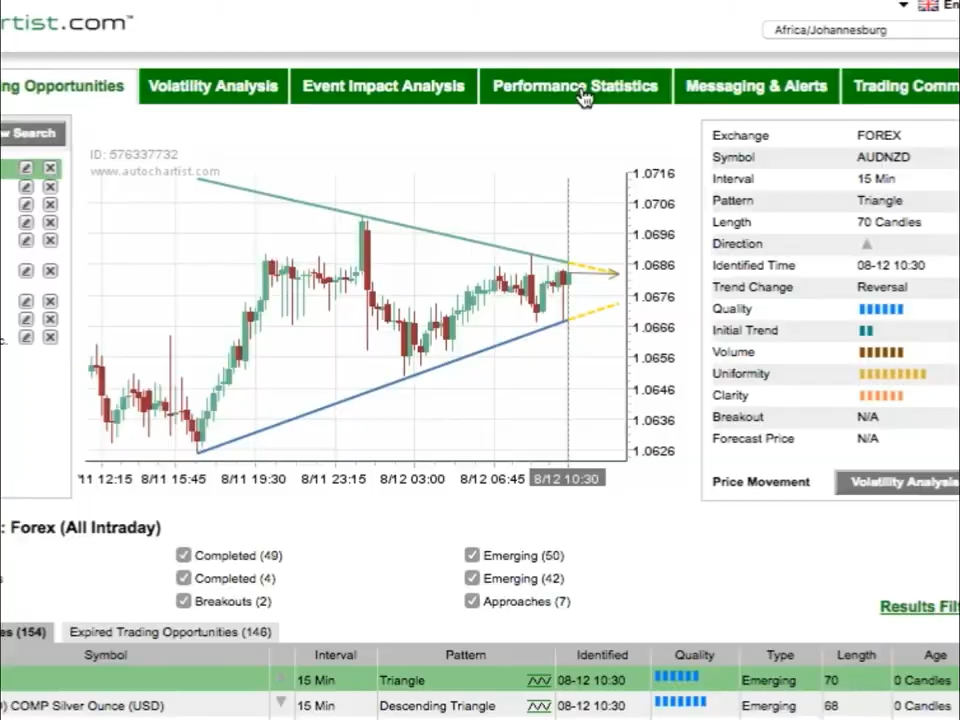 rtist.com™
En
Africa/Johannesburg
ng Opportunities
Volatility Analysis
Event Impact Analysis
Performance Statistics
Messaging & Alerts
Trading Comm
w Search
ID: 576337732
www.autochartist.com
1.0716
1.0706
1.0696
1.0686
1.0676
1.0666
1.0656
1.0646
1.0636
1.0626
'11 12:15 8/11 15:45 8/11 19:30 8/11 23:15 8/12 03:00 8/12 06:45 8/12 10:30
Exchange FOREX
Symbol AUDNZD
Interval 15 Min
Pattern Triangle
Length 70 Candles
Direction
Identified Time 08-12 10:30
Trend Change Reversal
Quality
Initial Trend
Volume
Uniformity
Clarity
Breakout N/A
Forecast Price N/A
Price Movement Volatility Analysis
c.
: Forex (All Intraday)
s
Completed (49) Emerging (50)
Completed (4) Emerging (42)
Breakouts (2) Approaches (7)
Results Filt
es (154) Expired Trading Opportunities (146)
Symbol Interval Pattern Identified Quality Type Length Age
15 Min Triangle 08-12 10:30 Emerging 70 0 Candles
) COMP Silver Ounce (USD) 15 Min Descending Triangle 08-12 10:30 Emerging 68 0 Candles